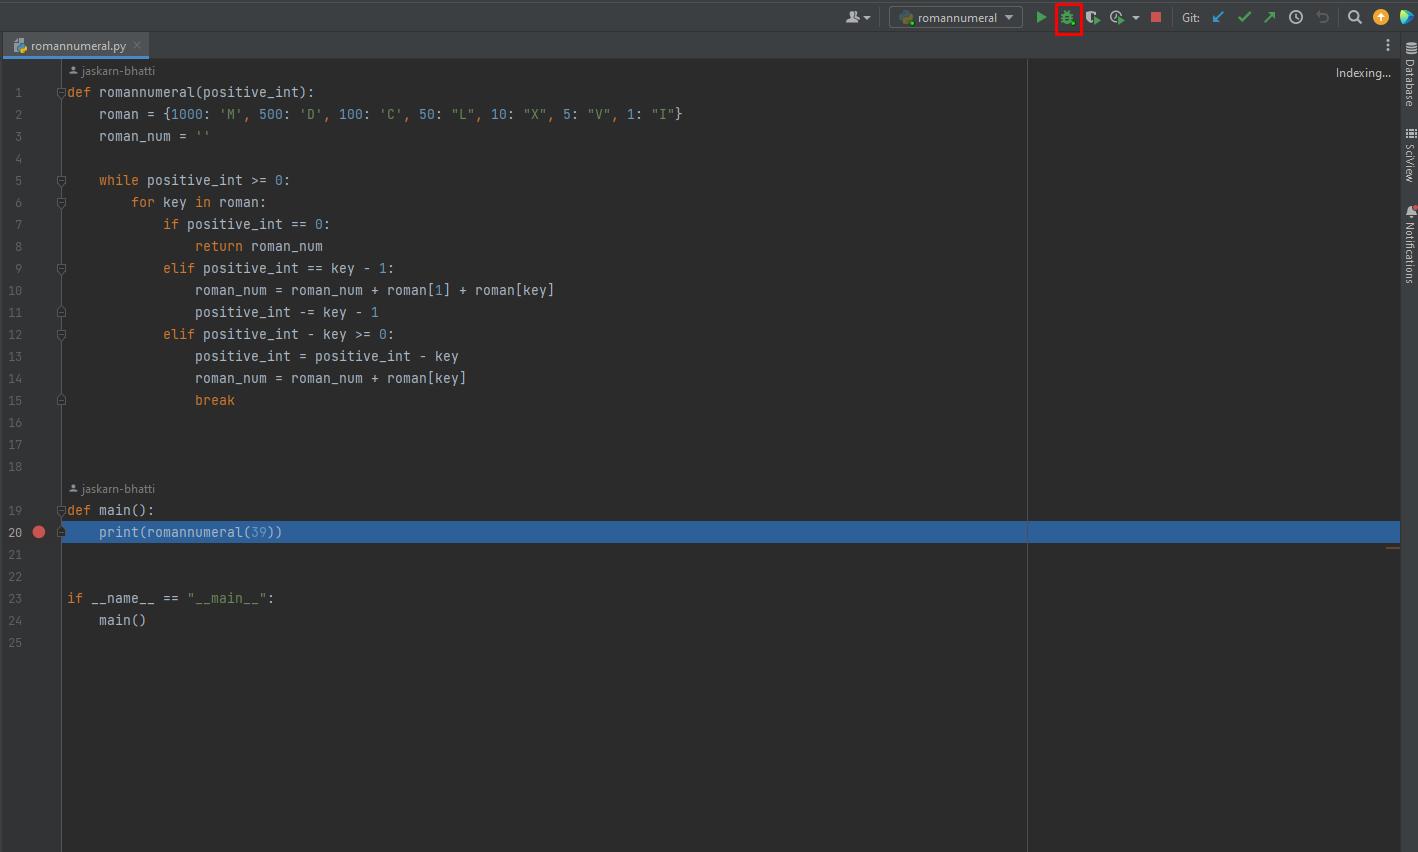 romannumeral
Git:
romannumeral.py
jaskarn-bhatti
Indexing...
1 def romannumeral(positive_int):
2     roman = {1000: 'M', 500: 'D', 100: 'C', 50: "L", 10: "X", 5: "V", 1: "I"}
3     roman_num = ''
4
5     while positive_int >= 0:
6         for key in roman:
7             if positive_int == 0:
8                 return roman_num
9             elif positive_int == key - 1:
10                 roman_num = roman_num + roman[1] + roman[key]
11                 positive_int -= key - 1
12             elif positive_int - key >= 0:
13                 positive_int = positive_int - key
14                 roman_num = roman_num + roman[key]
15                 break
16
17
18
jaskarn-bhatti
19 def main():
20     print(romannumeral(39))
21
22
23 if __name__ == "__main__":
24     main()
25
Database
SciView
Notifications